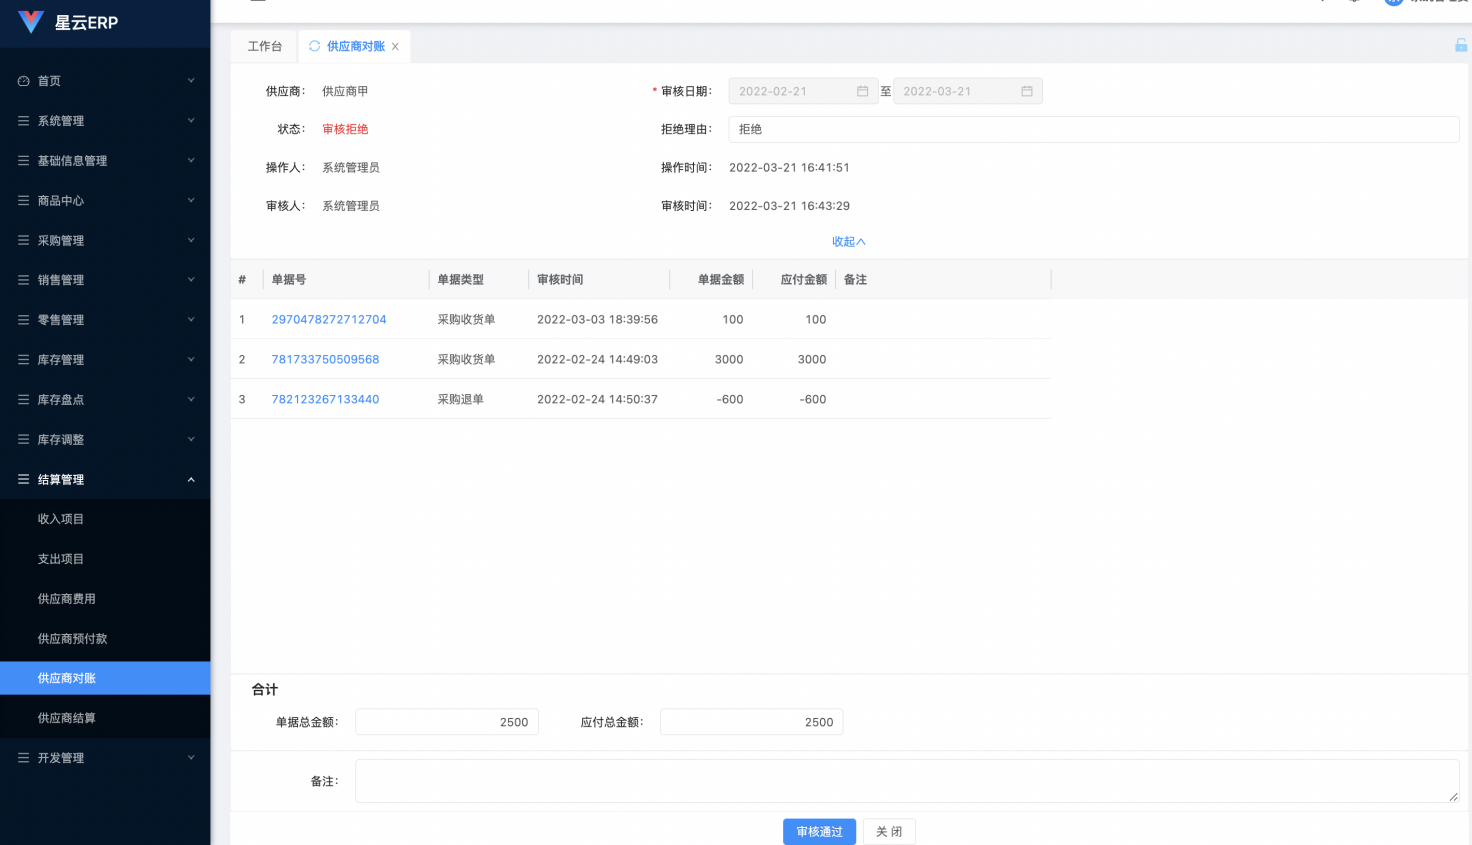 星云ERP
首页
系统管理
基础信息管理
商品中心
采购管理
销售管理
零售管理
库存管理
库存盘点
库存调整
结算管理
收入项目
支出项目
供应商费用
供应商预付款
供应商对账
供应商结算
开发管理
工作台 供应商对账
供应商： 供应商甲 * 审核日期： 2022-02-21 至 2022-03-21
状态： 审核拒绝 拒绝理由： 拒绝
操作人： 系统管理员 操作时间： 2022-03-21 16:41:51
审核人： 系统管理员 审核时间： 2022-03-21 16:43:29
收起
# 单据号 单据类型 审核时间 单据金额 应付金额 备注
1 2970478272712704 采购收货单 2022-03-03 18:39:56 100 100
2 781733750509568 采购收货单 2022-02-24 14:49:03 3000 3000
3 782123267133440 采购退单 2022-02-24 14:50:37 -600 -600
合计
单据总金额： 2500 应付总金额： 2500
备注：
审核通过 关 闭